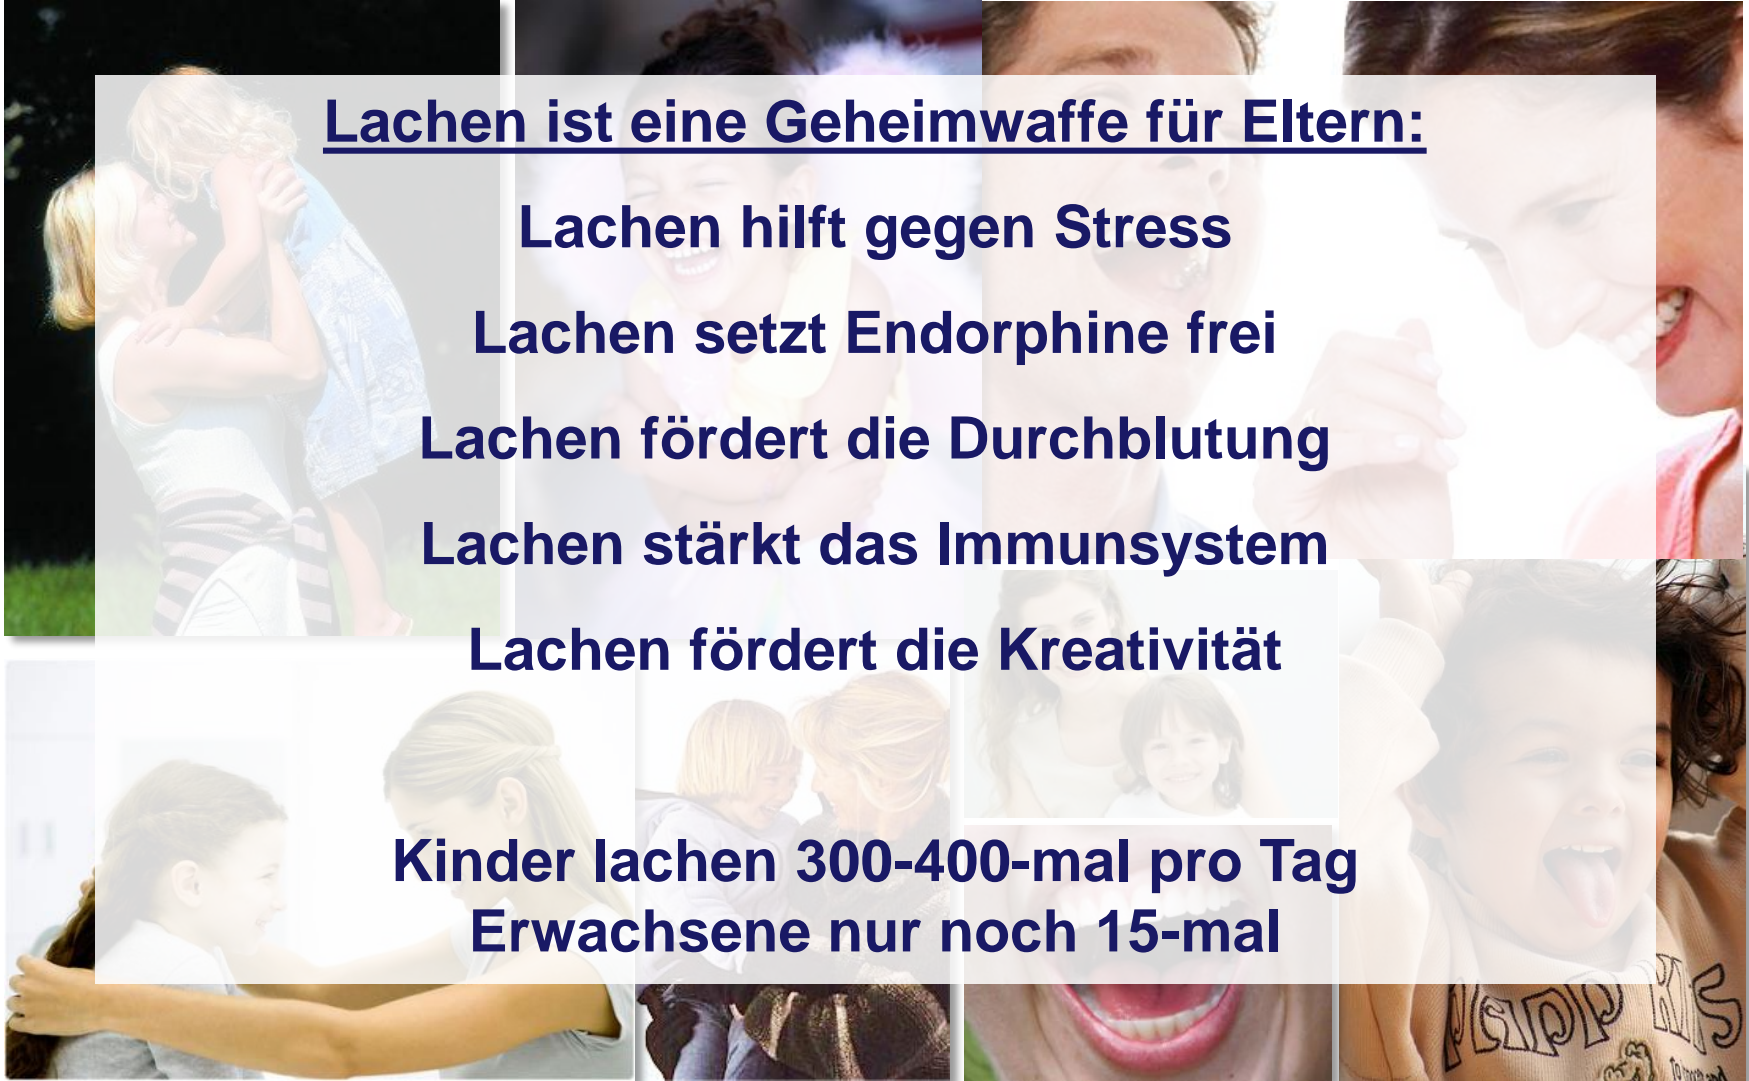 Lachen ist eine Geheimwaffe für Eltern:
Lachen hilft gegen Stress
Lachen setzt Endorphine frei
Lachen fördert die Durchblutung
Lachen stärkt das Immunsystem
Lachen fördert die Kreativität
Kinder lachen 300-400-mal pro Tag
Erwachsene nur noch 15-mal